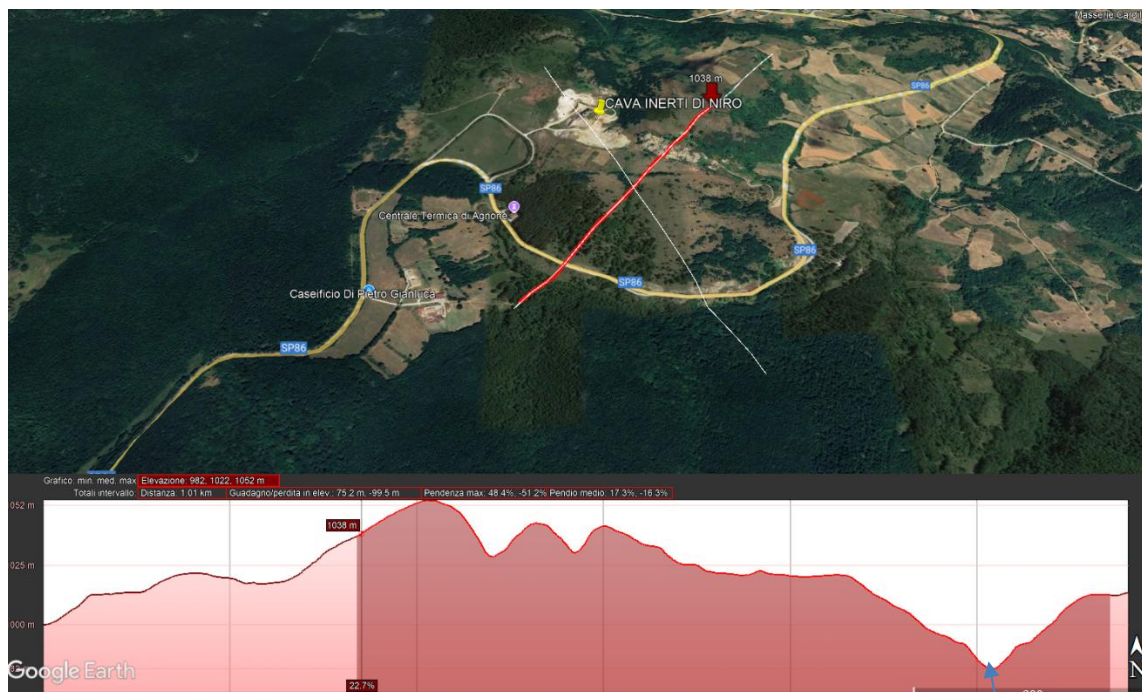 1038 m
CAVA INERTI DI NIRO
SP86
SP86
Centrale Termica di Agnone
SP86
SP86
Caseificio Di Pietro Gianluca
SP86
Grafico: min. med. max Elevazione: 982, 1022, 1052 m
Totali intervallo: Distanza: 1.01 km Guadagno/perdita in elev.: 75.2 m, -99.5 m Pendenza max: 48.4%, -51.2% Pendio medio: 17.3%, -16.3%
052 m
1038 m
025 m
000 m
Google Earth
22.7%
N